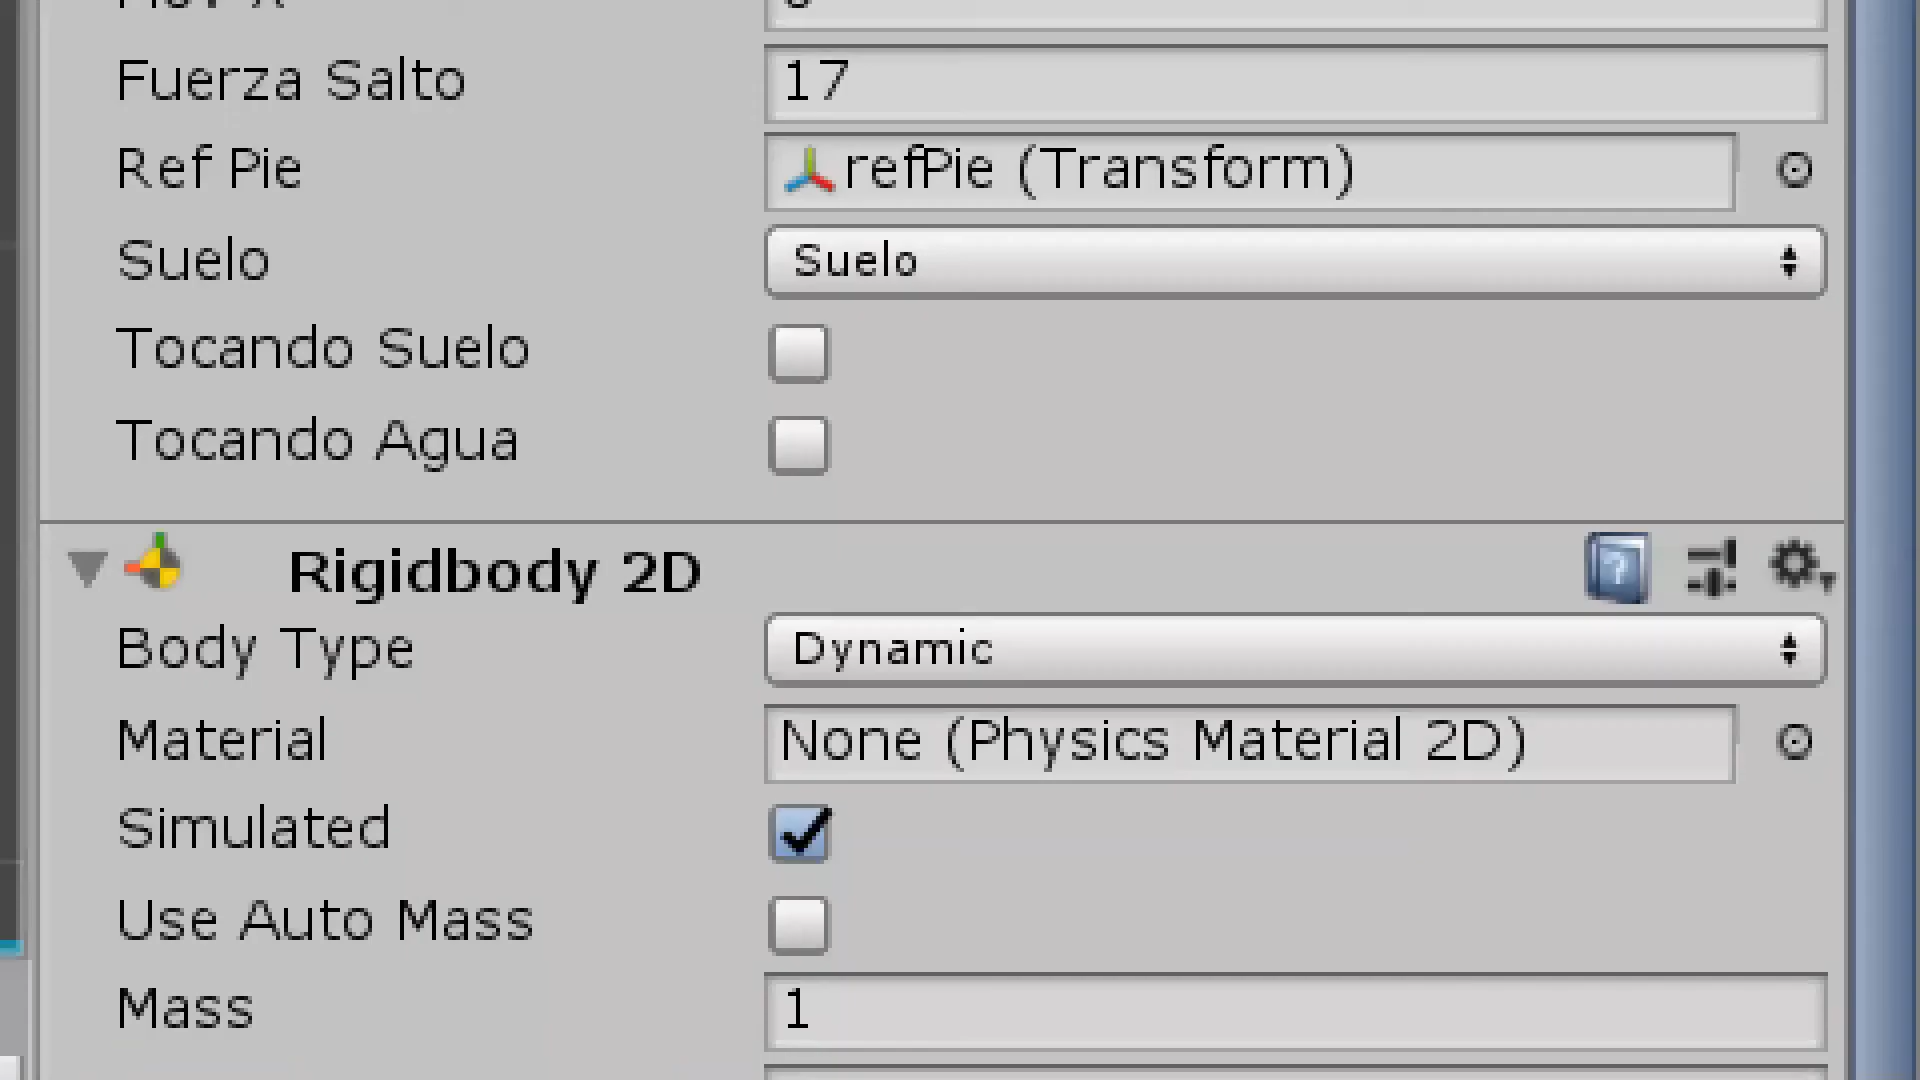 Fuerza Salto 17
Ref Pie refPie (Transform)
Suelo Suelo
Tocando Suelo
Tocando Agua
Rigidbody 2D
Body Type Dynamic
Material None (Physics Material 2D)
Simulated
Use Auto Mass
Mass 1